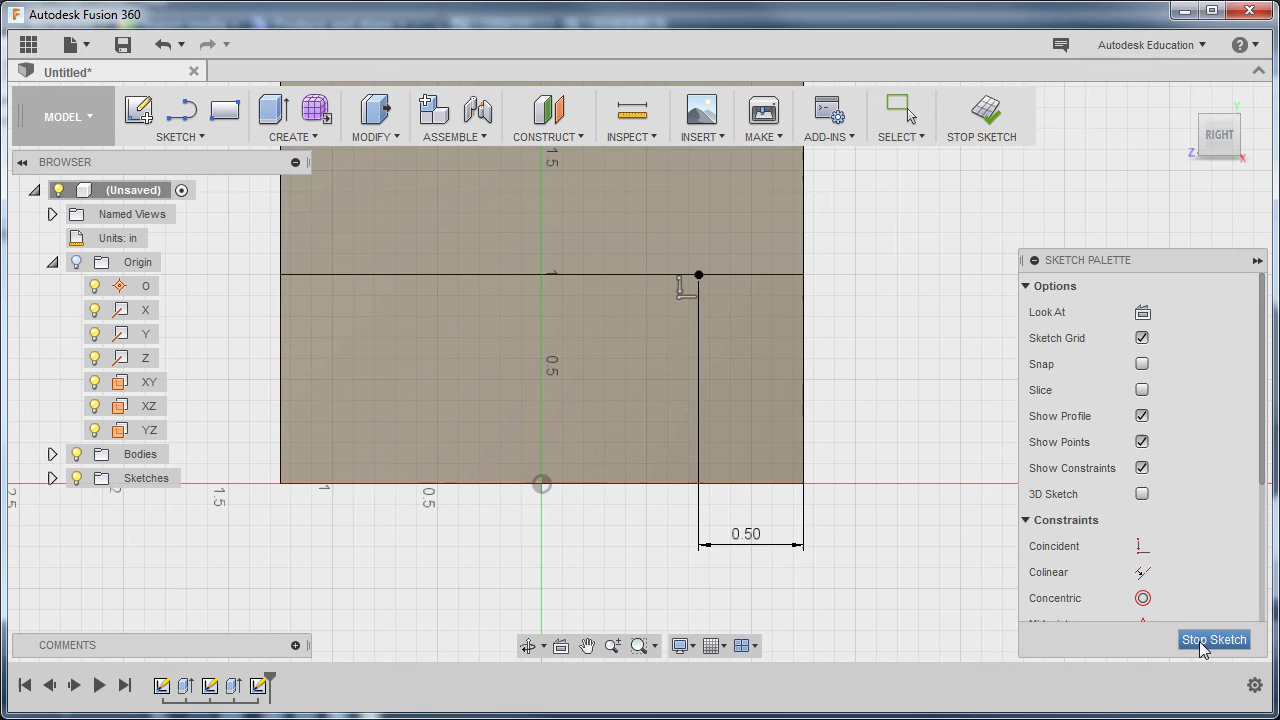 Autodesk Fusion 360
Autodesk Education
Untitled*
MODEL
SKETCH
CREATE
MODIFY
ASSEMBLE
CONSTRUCT
INSPECT
INSERT
MAKE
ADD-INS
SELECT
STOP SKETCH
RIGHT
Y
Z
X
BROWSER
(Unsaved)
Named Views
Units: in
Origin
O
X
Y
Z
XY
XZ
YZ
Bodies
Sketches
1.5
1
0.5
2.5
2
1.5
1
0.5
0.50
SKETCH PALETTE
Options
Look At
Sketch Grid
Snap
Slice
Show Profile
Show Points
Show Constraints
3D Sketch
Constraints
Coincident
Colinear
Concentric
Stop Sketch
COMMENTS